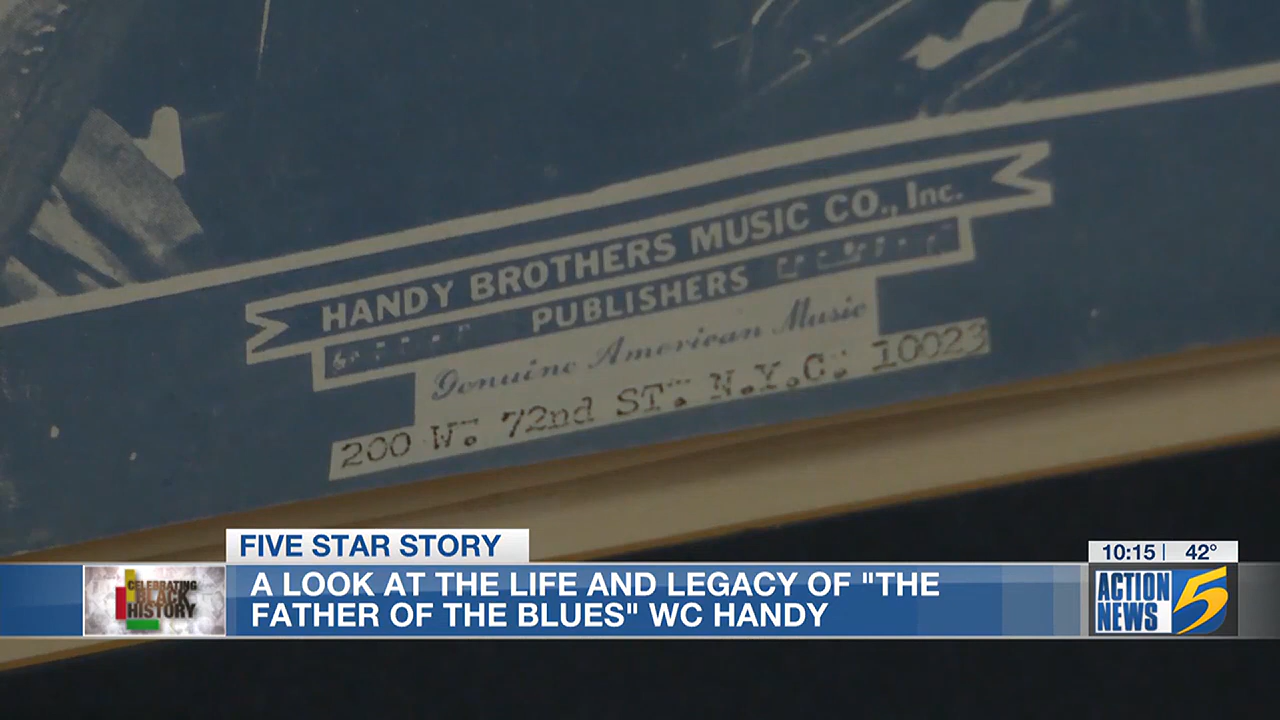 HANDY BROTHERS MUSIC CO., Inc.
PUBLISHERS
Genuine American Music
200 W. 72nd ST. N.Y.C. 10023
FIVE STAR STORY
CELEBRATING
BLACK
HISTORY
A LOOK AT THE LIFE AND LEGACY OF "THE
FATHER OF THE BLUES" WC HANDY
10:15 | 42°
ACTION
NEWS 5